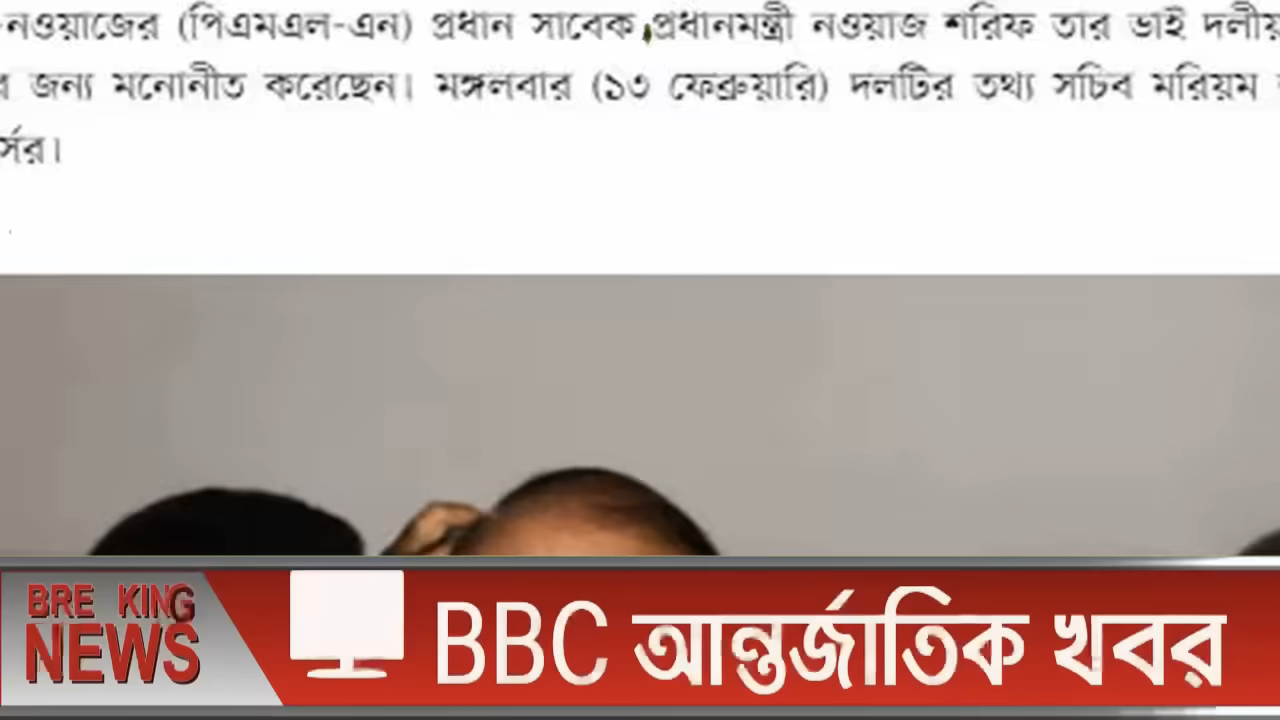 -নওয়াজের (পিএমএল-এন) প্রধান সাবেক প্রধানমন্ত্রী নওয়াজ শরিফ তার ভাই দলীয়
জন্য মনোনীত করেছেন। মঙ্গলবার (১৩ ফেব্রুয়ারি) দলটির তথ্য সচিব মরিয়ম
র্সর।
BRE KING
NEWS
BBC আন্তর্জাতিক খবর